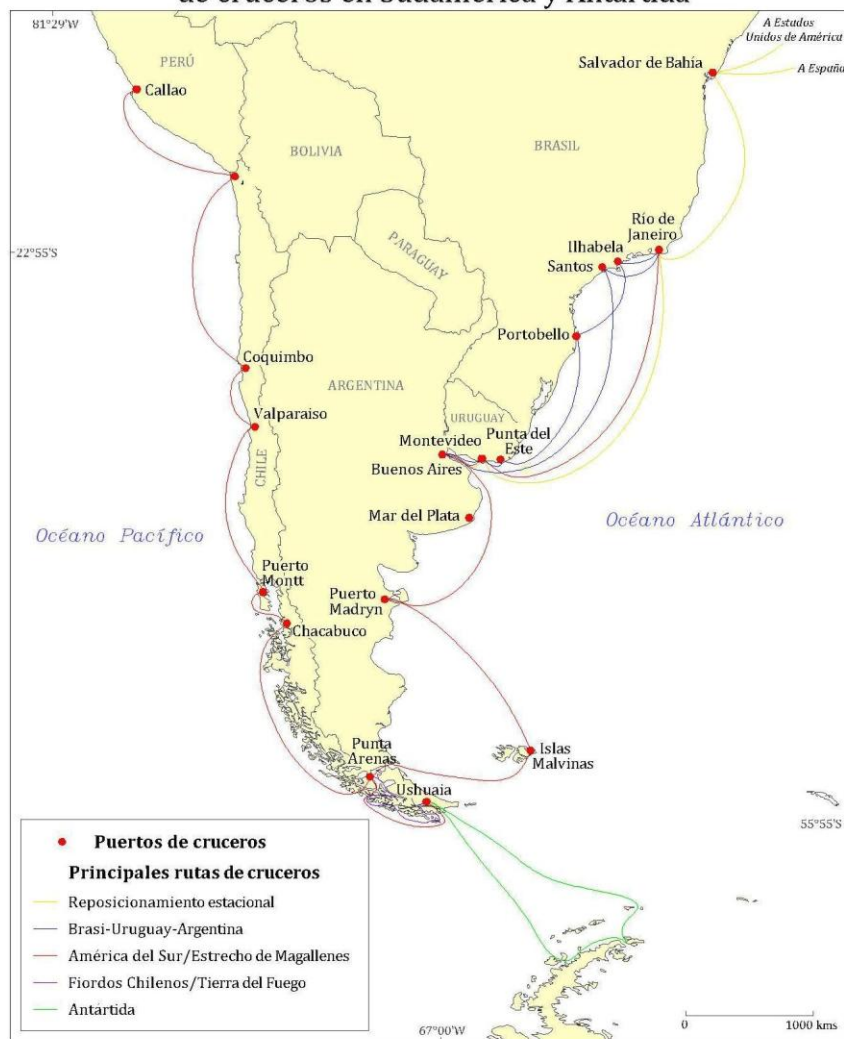 de cruceros en Sudamérica y Antártida
81°29'W
A Estados
Unidos de América
Salvador de Bahía
A España
PERÚ
Callao
BOLIVIA
BRASIL
Río de
Janeiro
22°55'S
Ilhabela
Santos
PARAGUAY
Portobello
Coquimbo
ARGENTINA
Valparaiso
URUGUAY
Montevideo
Punta del
Este
Buenos Aires
CHILE
Mar del Plata
Océano Pacífico
Océano Atlántico
Puerto
Montt
Puerto
Madryn
Chacabuco
Punta
Arenas
Islas
Malvinas
Ushuaia
55°55'S
Puertos de cruceros
Principales rutas de cruceros
Reposicionamiento estacional
Brasi-Uruguay-Argentina
América del Sur/Estrecho de Magallenes
Fiordos Chilenos/Tierra del Fuego
Antártida
67°00'W
0
1000 kms